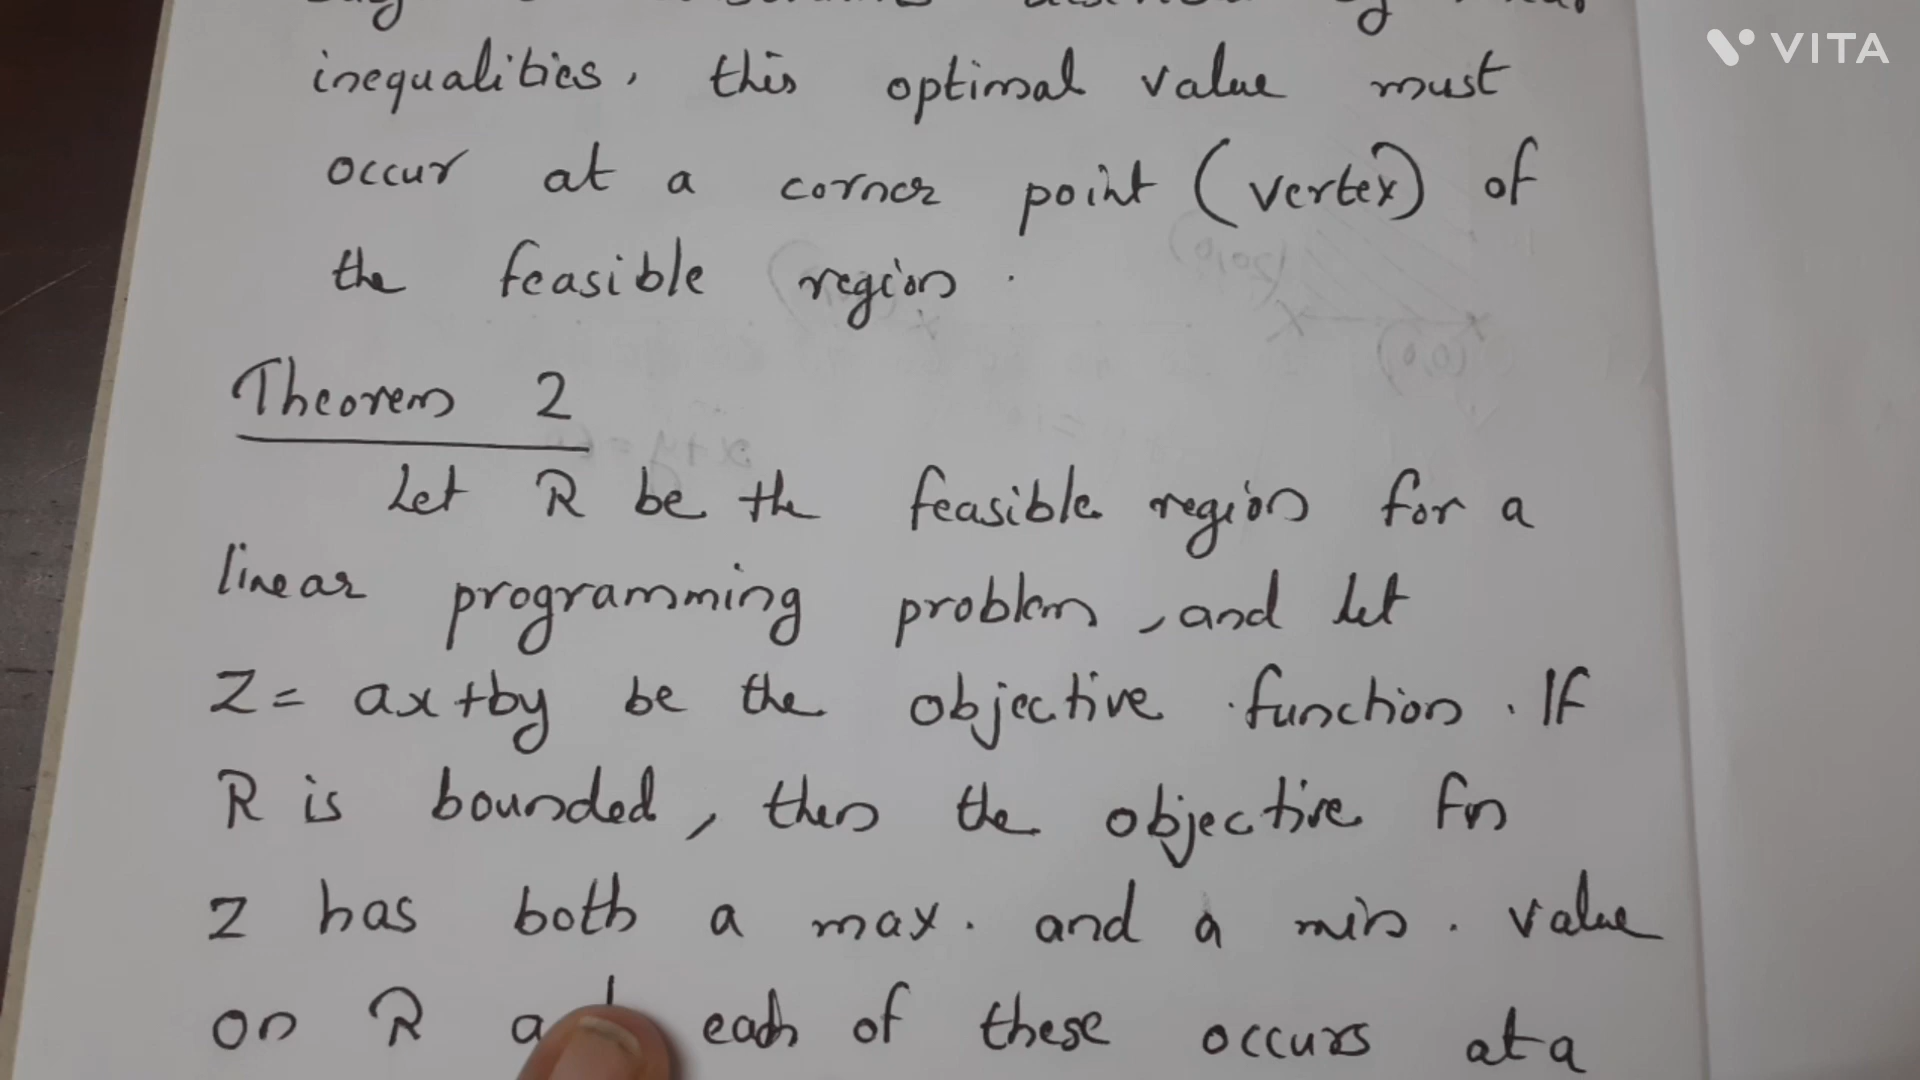 VITA
inequalities, this optimal value must
occur at a corner point (vertex) of
the feasible region.
Theorem 2
Let R be the feasible region for a
linear programming problem, and let
Z = ax+by be the objective function. If
R is bounded, then the objective fn
Z has both a max. and a min. value
on R each of these occurs at a